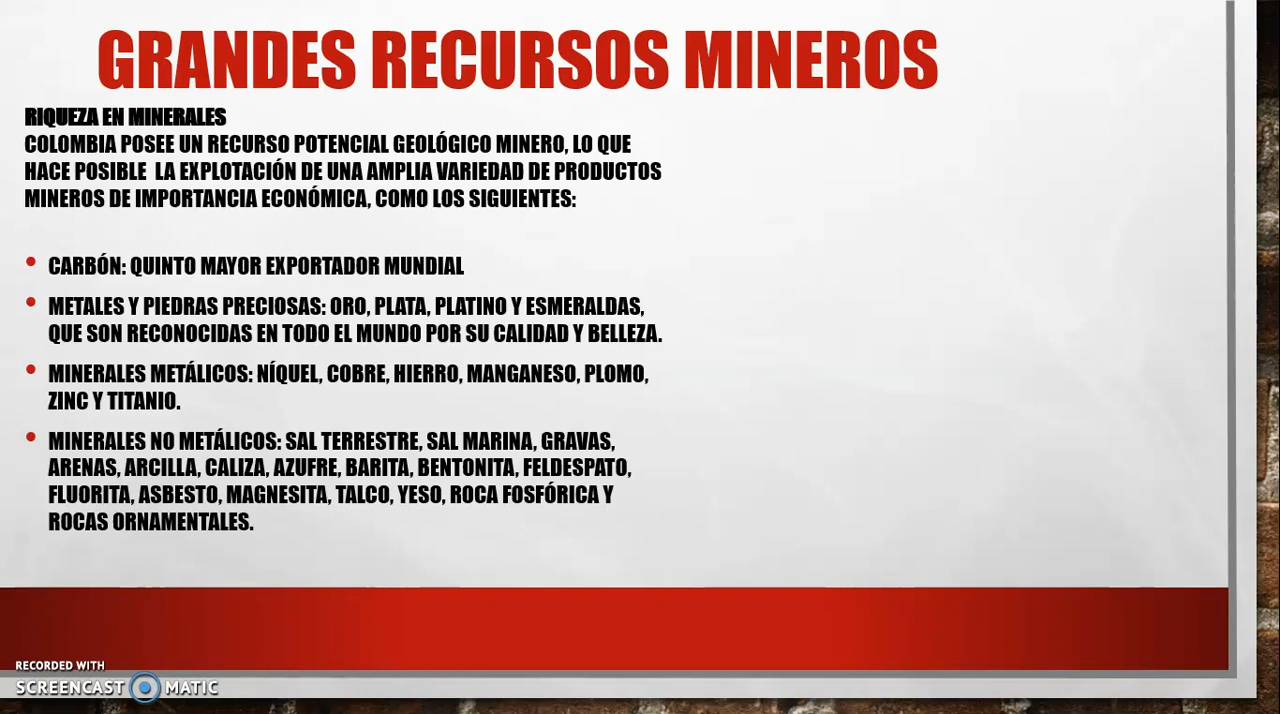 GRANDES RECURSOS MINEROS
RIQUEZA EN MINERALES
COLOMBIA POSEE UN RECURSO POTENCIAL GEOLÓGICO MINERO, LO QUE
HACE POSIBLE LA EXPLOTACIÓN DE UNA AMPLIA VARIEDAD DE PRODUCTOS
MINEROS DE IMPORTANCIA ECONÓMICA, COMO LOS SIGUIENTES:
• CARBÓN: QUINTO MAYOR EXPORTADOR MUNDIAL
• METALES Y PIEDRAS PRECIOSAS: ORO, PLATA, PLATINO Y ESMERALDAS,
QUE SON RECONOCIDAS EN TODO EL MUNDO POR SU CALIDAD Y BELLEZA.
• MINERALES METÁLICOS: NÍQUEL, COBRE, HIERRO, MANGANESO, PLOMO,
ZINC Y TITANIO.
• MINERALES NO METÁLICOS: SAL TERRESTRE, SAL MARINA, GRAVAS,
ARENAS, ARCILLA, CALIZA, AZUFRE, BARITA, BENTONITA, FELDESPATO,
FLUORITA, ASBESTO, MAGNESITA, TALCO, YESO, ROCA FOSFÓRICA Y
ROCAS ORNAMENTALES.
RECORDED WITH
SCREENCAST MATIC